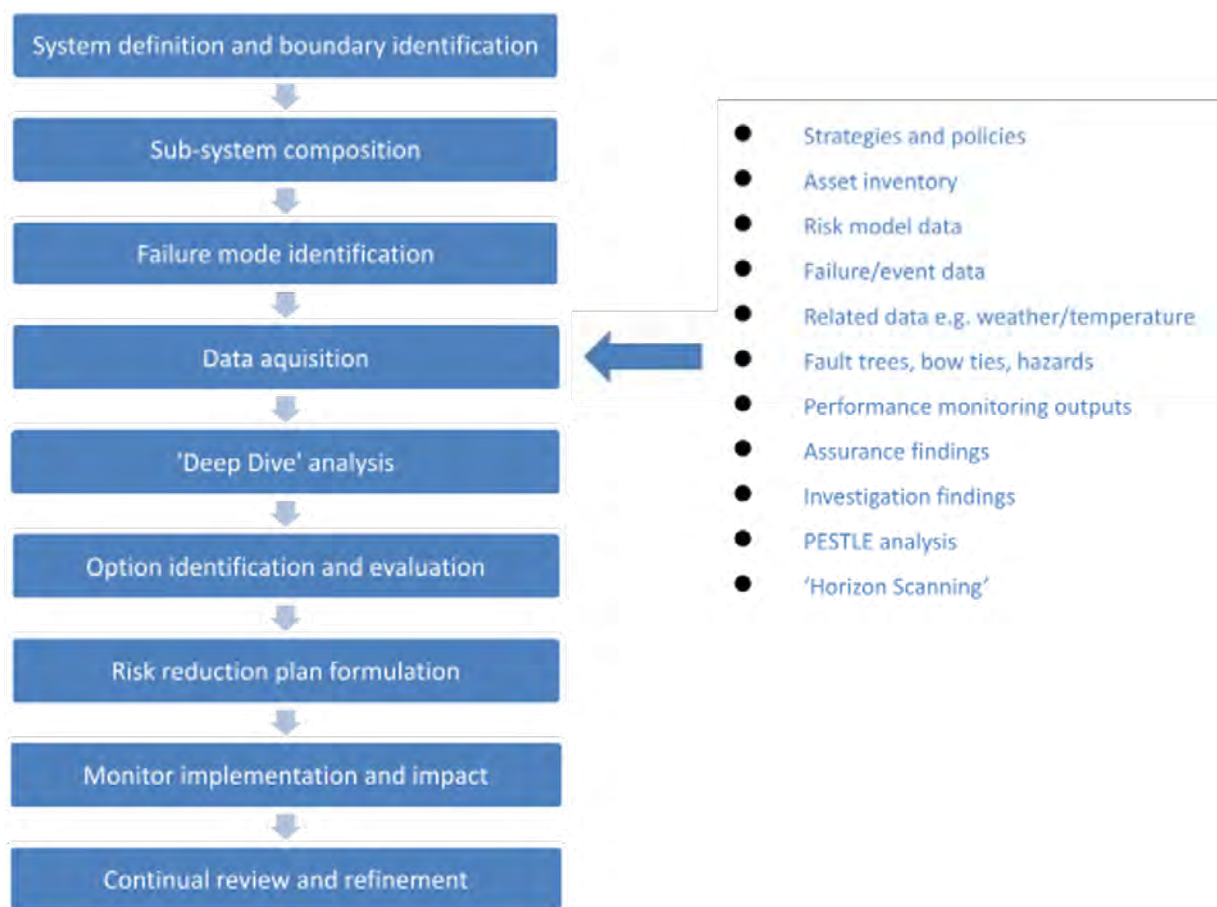 System definition and boundary identification
Sub-system composition
Failure mode identification
Data aquisition
'Deep Dive' analysis
Option identification and evaluation
Risk reduction plan formulation
Monitor implementation and impact
Continual review and refinement
● Strategies and policies
● Asset inventory
● Risk model data
● Failure/event data
● Related data e.g. weather/temperature
● Fault trees, bow ties, hazards
● Performance monitoring outputs
● Assurance findings
● Investigation findings
● PESTLE analysis
● ‘Horizon Scanning’